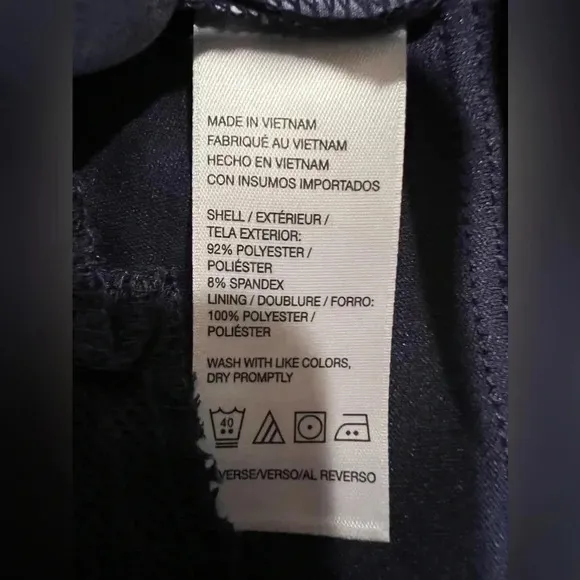 MADE IN VIETNAM
FABRIQUÉ AU VIETNAM
HECHO EN VIETNAM
CON INSUMOS IMPORTADOS
SHELL / EXTÉRIEUR /
TELA EXTERIOR:
92% POLYESTER /
POLIÉSTER
8% SPANDEX
LINING / DOUBLURE / FORRO:
100% POLYESTER /
POLIÉSTER
WASH WITH LIKE COLORS,
DRY PROMPTLY
40
VERSE/VERSO/AL REVERSO